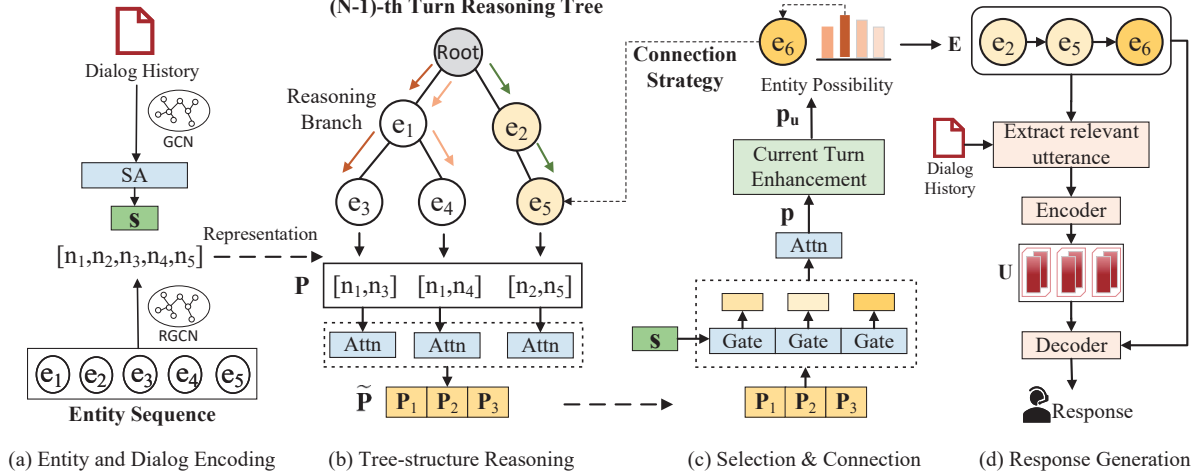 (N-1)-th Turn Reasoning Tree
Dialog History
GCN
SA
s
[n1,n2,n3,n4,n5]
RGCN
e1 e2 e3 e4 e5
Entity Sequence
(a) Entity and Dialog Encoding
Root
Reasoning
Branch
e1
e2
e3
e4
e5
Representation
P
[n1,n3] [n1,n4] [n2,n5]
Attn Attn Attn
P̃
P1 P2 P3
(b) Tree-structure Reasoning
e6
Connection
Strategy
Entity Possibility
pu
Current Turn
Enhancement
p
Attn
s
Gate Gate Gate
P1 P2 P3
(c) Selection & Connection
E
e2 e5 e6
Extract relevant
utterance
Dialog
History
Encoder
U
Decoder
Response
(d) Response Generation